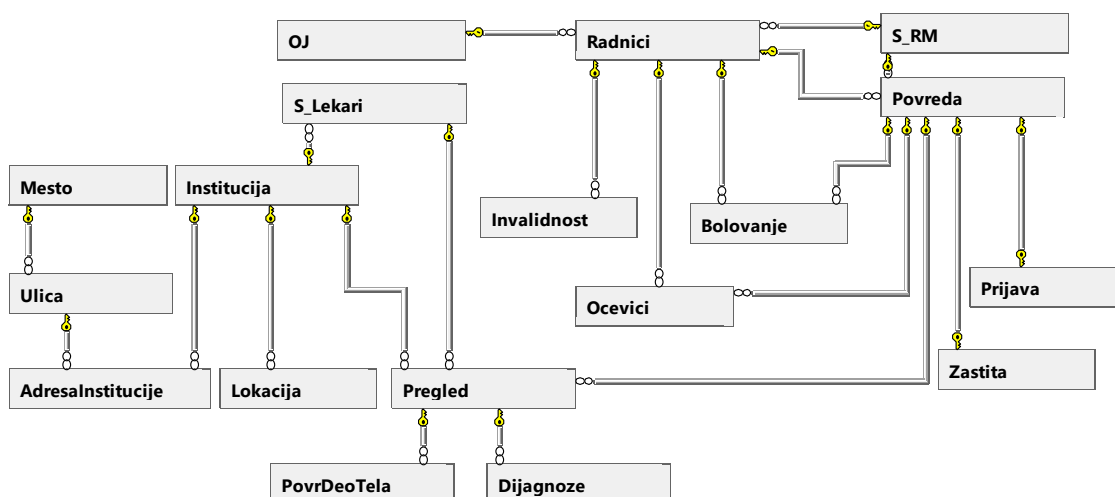 OJ
Radnici
S_RM
S_Lekari
Povreda
Mesto
Institucija
Invalidnost
Bolovanje
Ulica
Ocevici
Prijava
AdresaInstitucije
Lokacija
Pregled
Zastita
PovrDeoTela
Dijagnoze